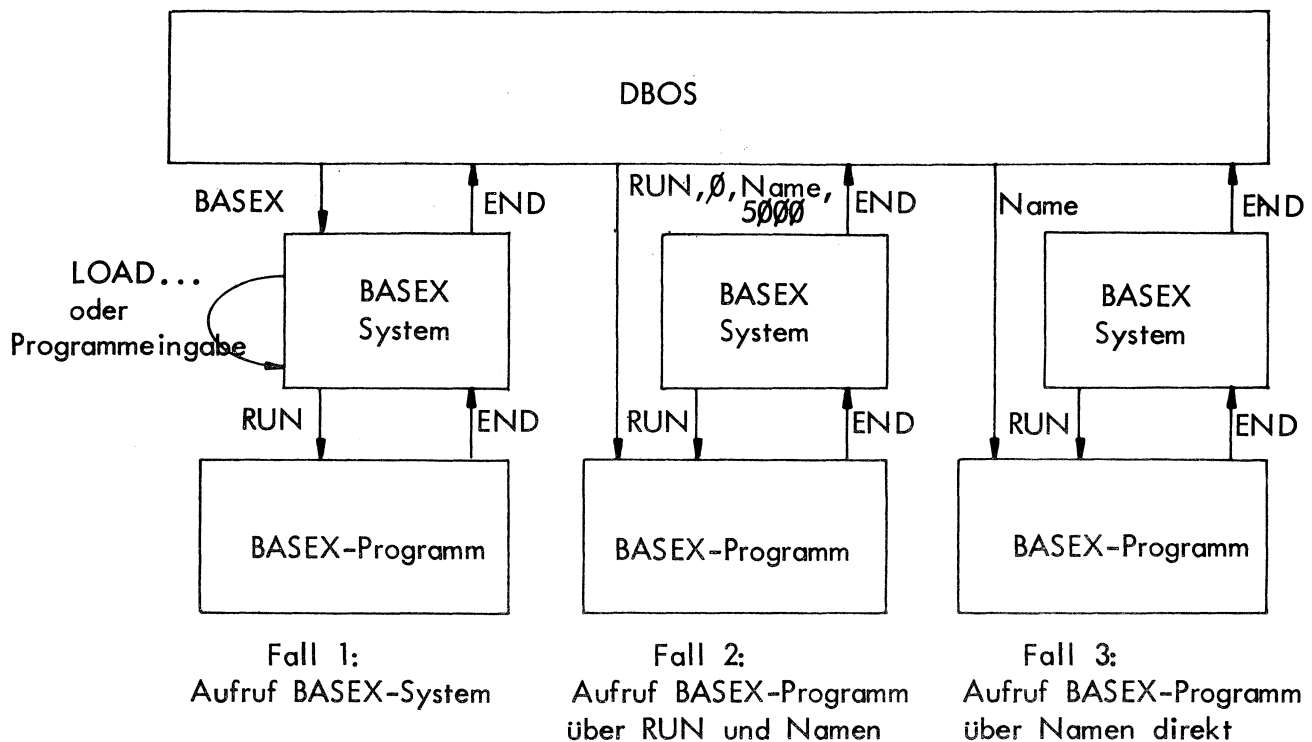 DBOS
BASEX
END
RUN,Ø,Name,
5ØØØ
END
Name
END
LOAD...
oder
Programmeingabe
BASEX
System
BASEX
System
BASEX
System
RUN
END
RUN
END
RUN
END
BASEX-Programm
BASEX-Programm
BASEX-Programm
Fall 1:
Aufruf BASEX-System
Fall 2:
Aufruf BASEX-Programm
über RUN und Namen
Fall 3:
Aufruf BASEX-Programm
über Namen direkt